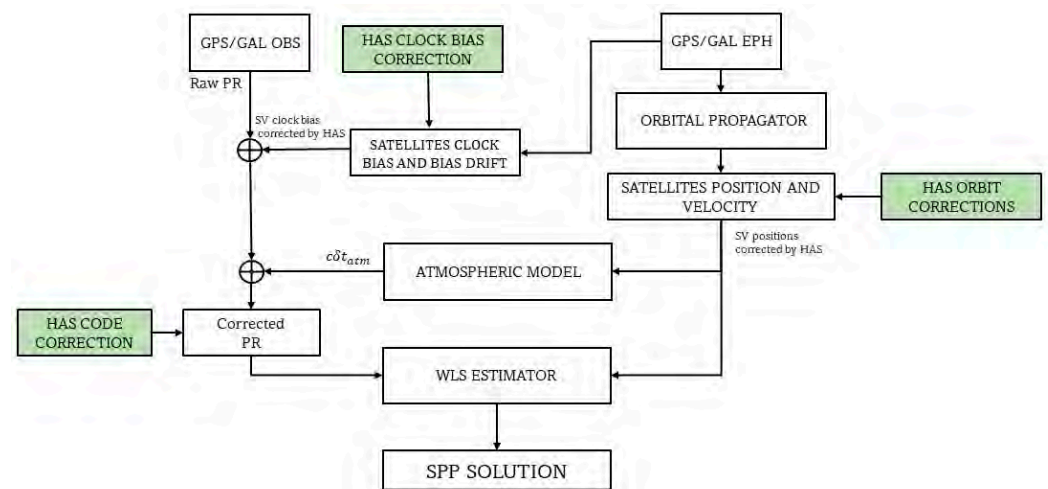 GPS/GAL OBS
HAS CLOCK BIAS
CORRECTION
GPS/GAL EPH
Raw PR
SV clock bias
corrected by HAS
SATELLITES CLOCK
BIAS AND BIAS DRIFT
ORBITAL PROPAGATOR
SATELLITES POSITION AND
VELOCITY
HAS ORBIT
CORRECTIONS
SV positions
corrected by HAS
cδt_atm
ATMOSPHERIC MODEL
HAS CODE
CORRECTION
Corrected
PR
WLS ESTIMATOR
SPP SOLUTION